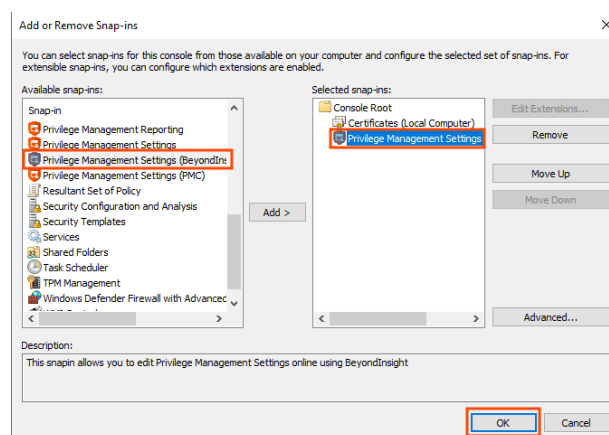 Add or Remove Snap-ins
You can select snap-ins for this console from those available on your computer and configure the selected set of snap-ins. For
extensible snap-ins, you can configure which extensions are enabled.
Available snap-ins:
Snap-in
Privilege Management Reporting
Privilege Management Settings
Privilege Management Settings (BeyondIns
Privilege Management Settings (PMC)
Resultant Set of Policy
Security Configuration and Analysis
Security Templates
Services
Shared Folders
Task Scheduler
TPM Management
Windows Defender Firewall with Advanced
Add >
Selected snap-ins:
Console Root
Certificates (Local Computer)
Privilege Management Settings
Edit Extensions...
Remove
Move Up
Move Down
Advanced...
Description:
This snapin allows you to edit Privilege Management Settings online using BeyondInsight
OK
Cancel